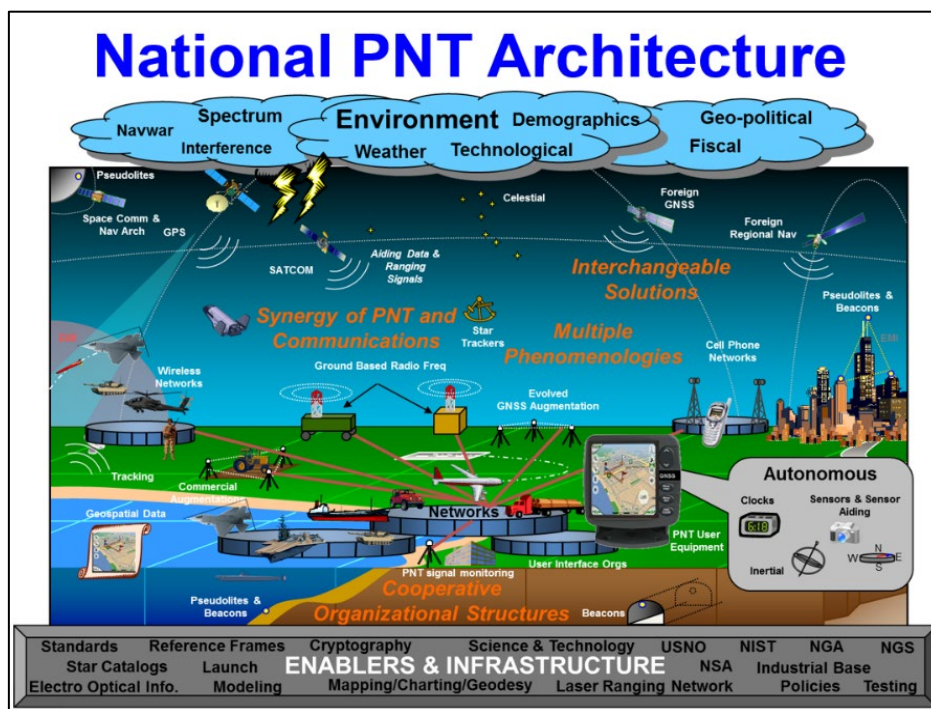 National PNT Architecture
Navwar
Spectrum
Interference
Environment
Demographics
Weather
Technological
Geo-political
Fiscal
Pseudolites
Space Comm &
Nav Arch
GPS
SATCOM
Aiding Data &
Ranging
Signals
Celestial
Foreign
GNSS
Foreign
Regional Nav
Interchangeable
Solutions
Synergy of PNT and
Communications
Star
Trackers
Multiple
Phenomenologies
Pseudolites &
Beacons
Cell Phone
Networks
EMI
Wireless
Networks
Ground Based Radio Freq
Evolved
GNSS Augmentation
Tracking
Commercial
Augmentations
Geospatial Data
Networks
GNSS
PNT User
Equipment
Autonomous
Clocks
6:18
Sensors & Sensor
Aiding
Inertial
N
W E
S
PNT signal monitoring
User Interface Orgs
Cooperative
Organizational Structures
Pseudolites &
Beacons
Beacons
Standards Reference Frames Cryptography Science & Technology USNO NIST NGA NGS
Star Catalogs Launch ENABLERS & INFRASTRUCTURE NSA Industrial Base
Electro Optical Info. Modeling Mapping/Charting/Geodesy Laser Ranging Network Policies Testing